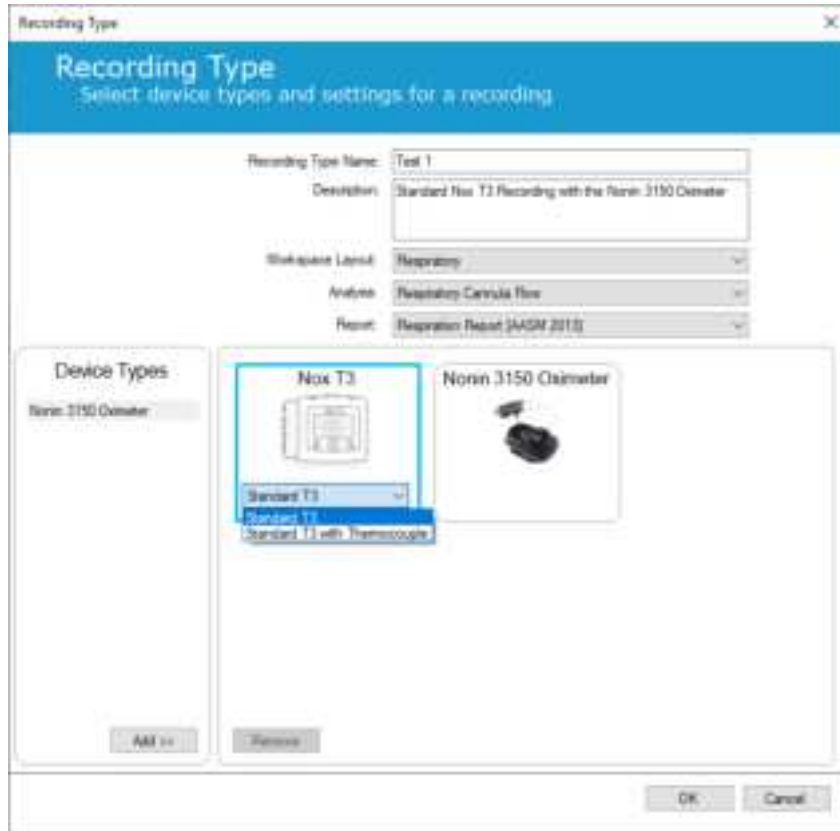 Recording Type
Recording Type
Select device types and settings for a recording
Recording Type Name: Test 1
Description: Standard Nox T3 Recording with the Nonin 3150 Oximeter
Workspace Layout: Respiratory
Analysis: Respiratory Cannula Flow
Report: Respiration Report [AASM 2013]
Device Types
Nonin 3150 Oximeter
Nox T3
Nonin 3150 Oximeter
Standard T3
Standard T3
Standard T3 with Thermocouple
Add >>
Remove
OK
Cancel